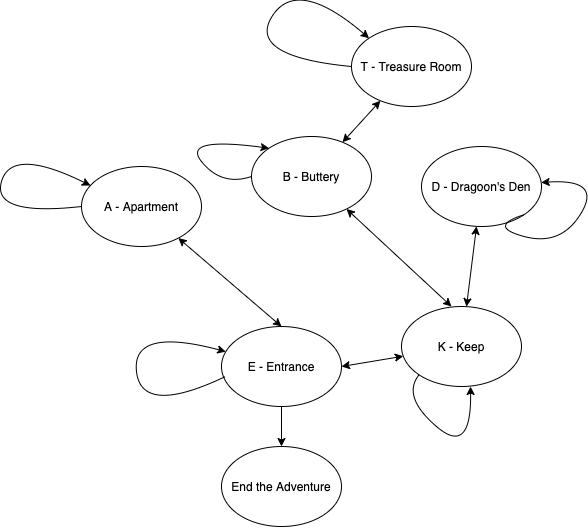 T - Treasure Room
B - Buttery
D - Dragoon's Den
A - Apartment
K - Keep
E - Entrance
End the Adventure